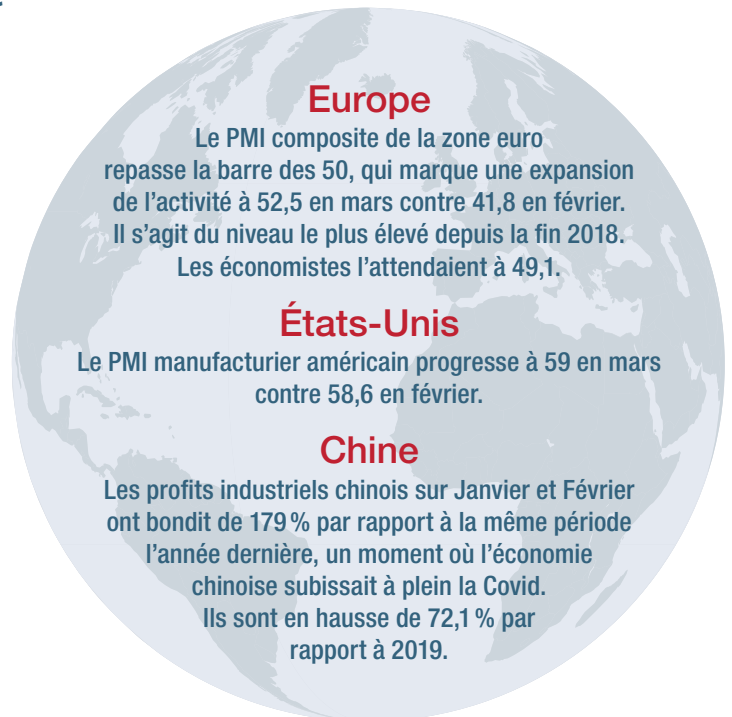 Europe
Le PMI composite de la zone euro
repasse la barre des 50, qui marque une expansion
de l’activité à 52,5 en mars contre 41,8 en février.
Il s’agit du niveau le plus élevé depuis la fin 2018.
Les économistes l’attendaient à 49,1.
États-Unis
Le PMI manufacturier américain progresse à 59 en mars
contre 58,6 en février.
Chine
Les profits industriels chinois sur Janvier et Février
ont bondit de 179 % par rapport à la même période
l’année dernière, un moment où l’économie
chinoise subissait à plein la Covid.
Ils sont en hausse de 72,1 % par
rapport à 2019.